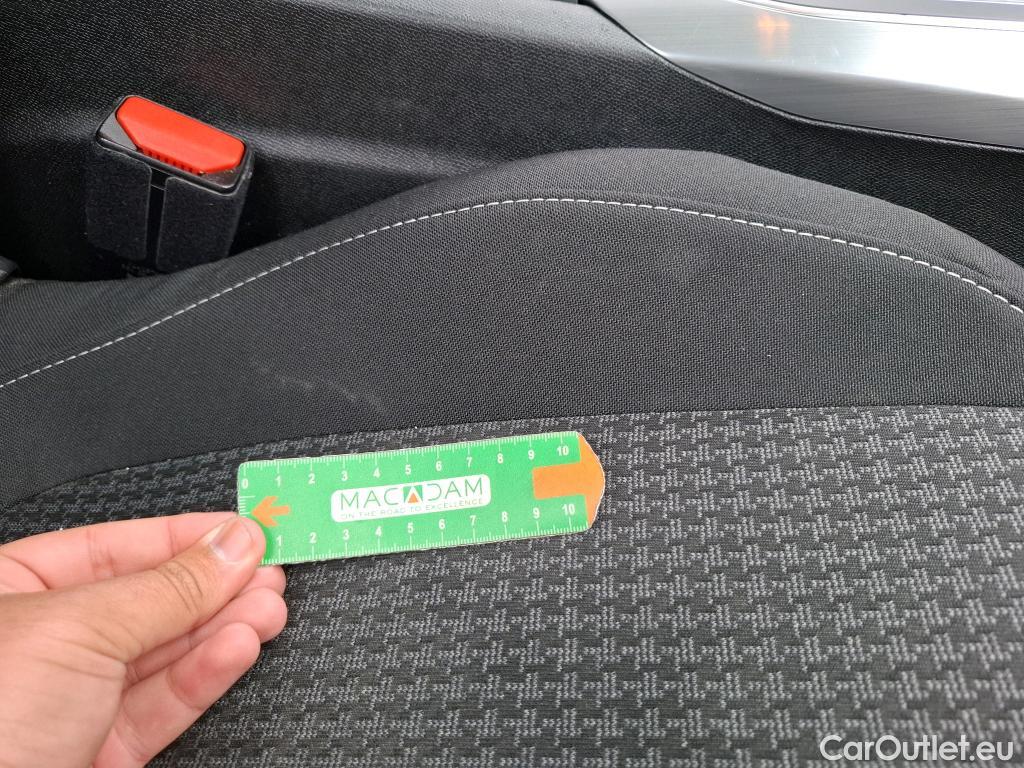 0 1 2 3 4 5 6 7 8 9 10
MACADAM
ON THE ROAD TO EXCELLENCE
1 2 3 4 5 6 7 8 9 10
CarOutlet.eu